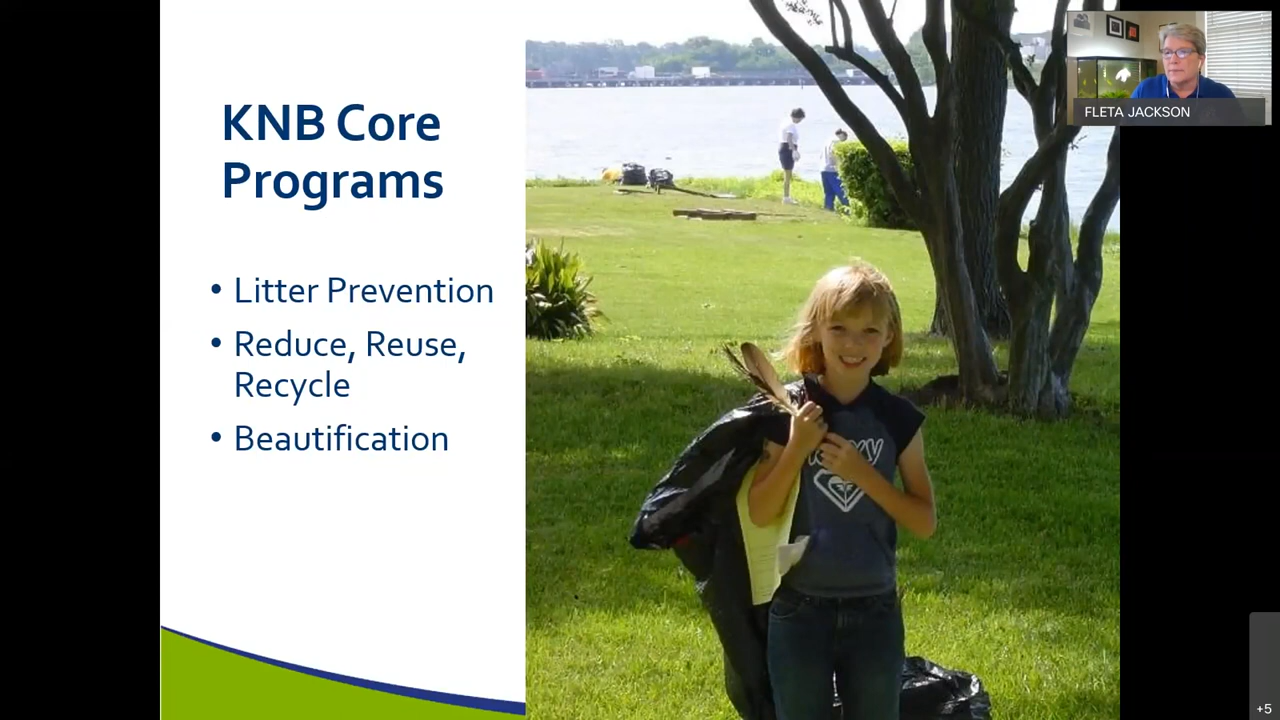 KNB Core
Programs
• Litter Prevention
• Reduce, Reuse,
Recycle
• Beautification
FLETA JACKSON
+5